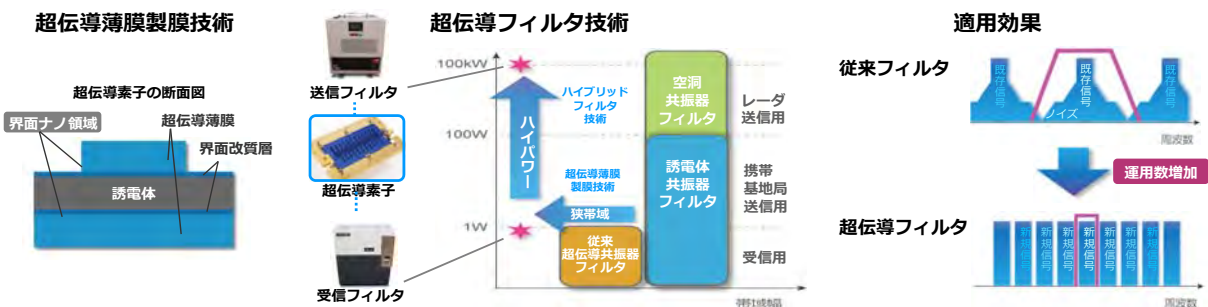 超伝導薄膜製膜技術
超伝導素子の断面図
界面ナノ領域
超伝導薄膜
界面改質層
誘電体
超伝導フィルタ技術
送信フィルタ
超伝導素子
受信フィルタ
100kW
100W
1W
ハイパワー
ハイブリッド
フィルタ
技術
超伝導薄膜
製膜技術
狭帯域
従来
超伝導共振器
フィルタ
空洞
共振器
フィルタ
誘電体
共振器
フィルタ
レーダ
送信用
携帯
基地局
送信用
受信用
帯域幅
適用効果
従来フィルタ
既存信号
既存信号
既存信号
ノイズ
周波数
運用数増加
超伝導フィルタ
新規信号
新規信号
新規信号
新規信号
新規信号
新規信号
新規信号
周波数